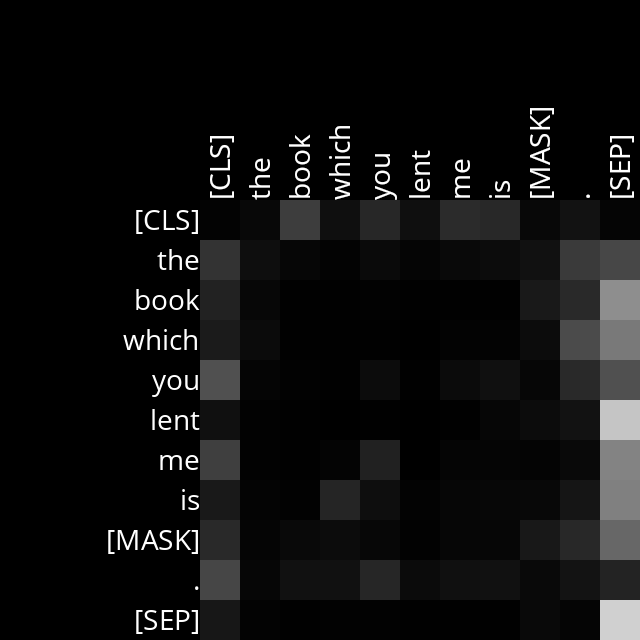 [CLS] the book which you lent me is [MASK] . [SEP]
[CLS]
the
book
which
you
lent
me
is
[MASK]
.
[SEP]